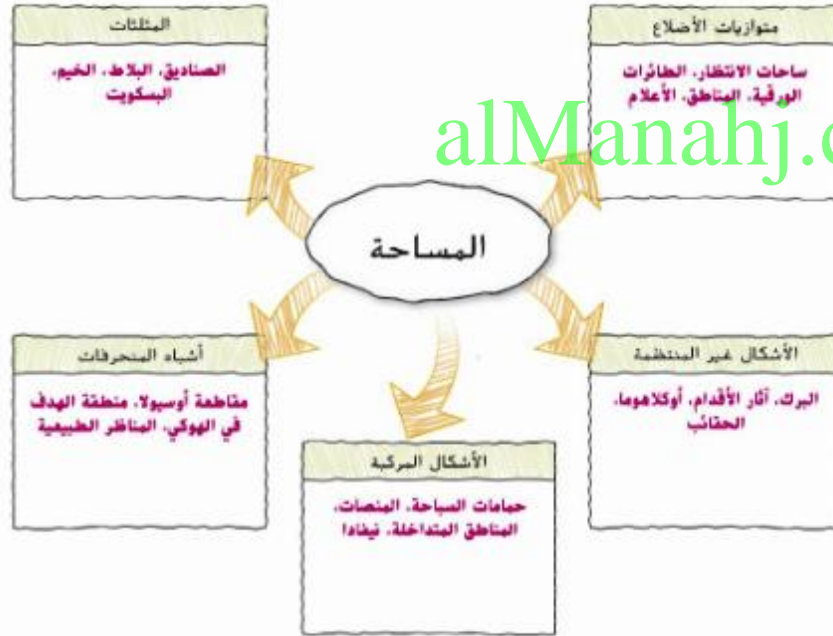 متوازيات الأضلاع
ساحات الانتظار، الطائرات
الورقية، المناطق، الأعلام
المثلثات
الصناديق، البلاط، الخيم،
البسكويت
alManahj.c
المساحة
الأشكال غير المنتظمة
البرك، آثار الأقدام، أوكلاهوما،
الحقائب
أشباه المنحرفات
مقاطعة أوسيولا، منطقة الهدف
في الهوكي، المناظر الطبيعية
الأشكال المركبة
حمامات السباحة، المنصات،
المناطق المتداخلة، نيفادا